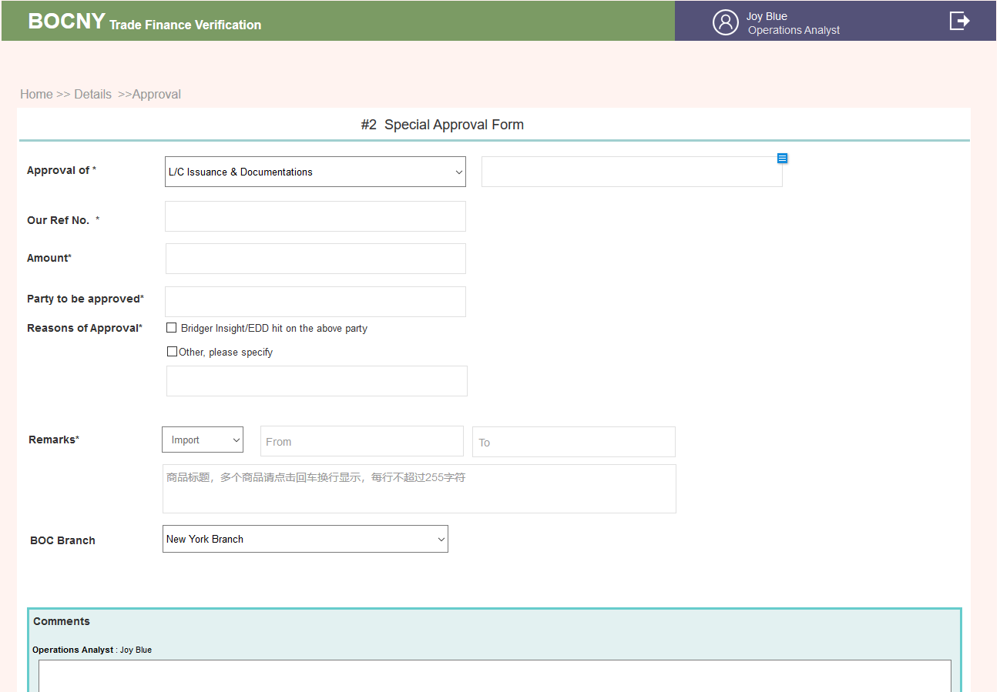 BOCNY Trade Finance Verification
Joy Blue
Operations Analyst
Home >> Details >>Approval
#2 Special Approval Form
Approval of *
L/C Issuance & Documentations
Our Ref No. *
Amount*
Party to be approved*
Reasons of Approval*
Bridger Insight/EDD hit on the above party
Other, please specify
Remarks*
Import
From
To
商品标题，多个商品请点击回车换行显示，每行不超过255字符
BOC Branch
New York Branch
Comments
Operations Analyst : Joy Blue